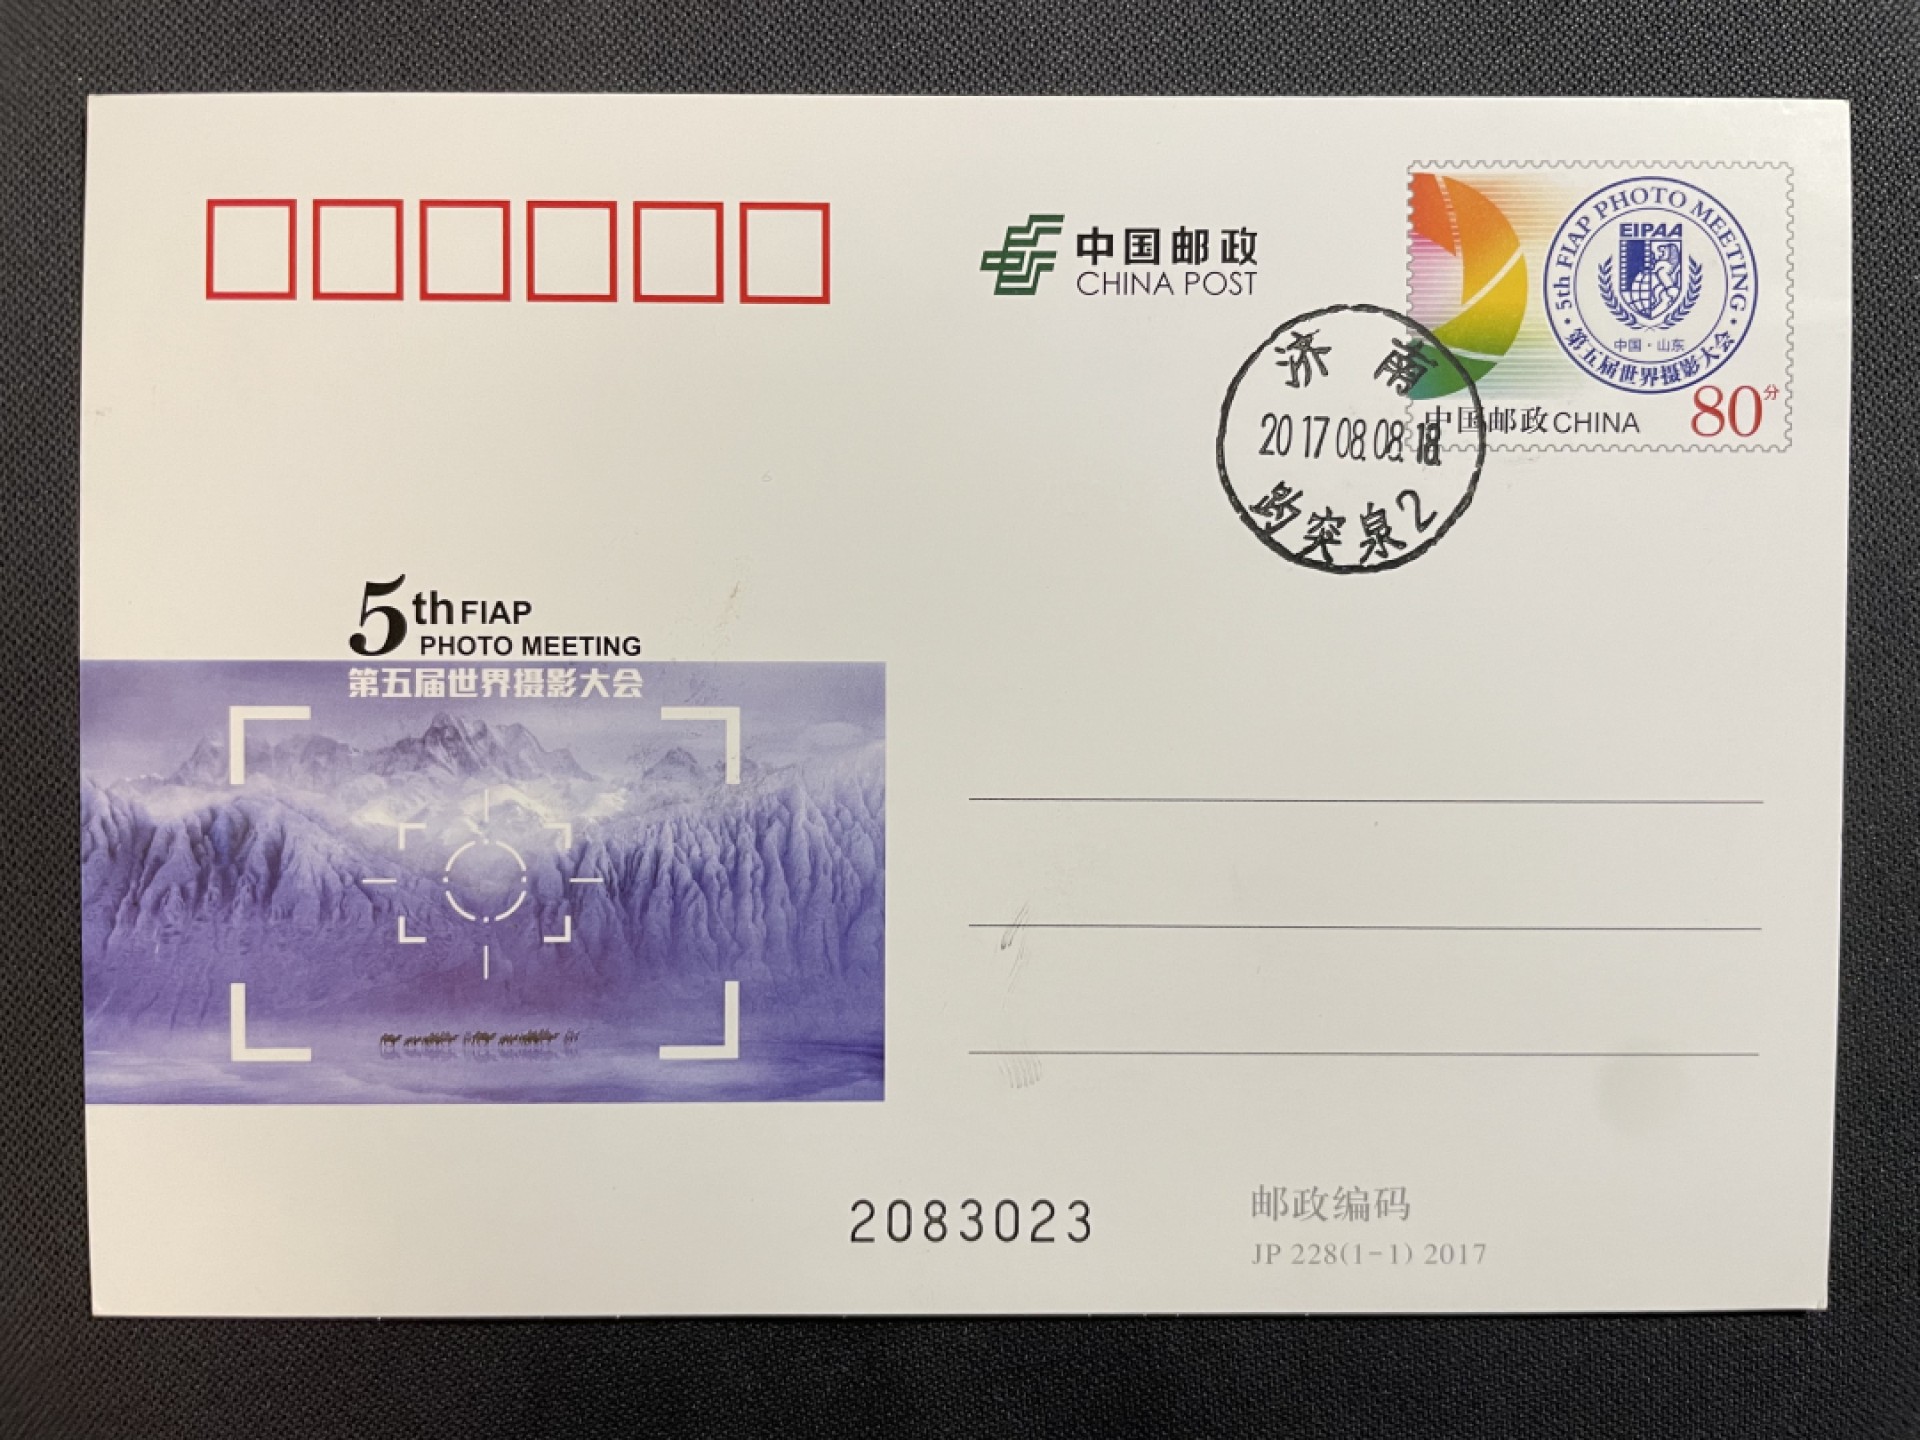 中国邮政
CHINA POST
5th FIAP PHOTO MEETING
EIPAA
中国·山东
第五届世界摄影大会
80分
中国邮政CHINA
济南
2017.08.08.18
趵突泉2
5th FIAP
PHOTO MEETING
第五届世界摄影大会
2083023
邮政编码
JP 228(1-1) 2017